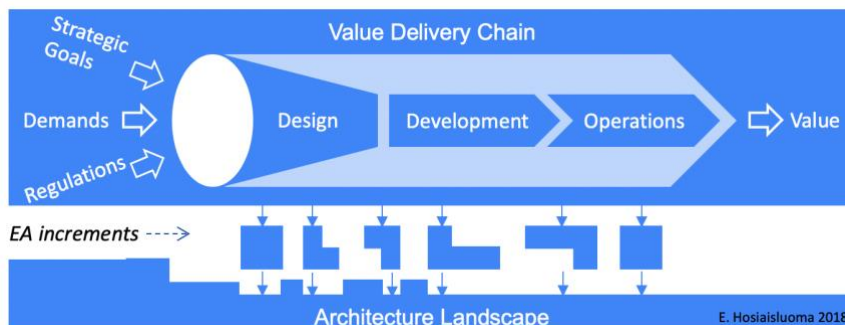 Value Delivery Chain
Strategic
Goals
Demands
Regulations
Design
Development
Operations
Value
EA increments
Architecture Landscape
E. Hosiaisluoma 2018